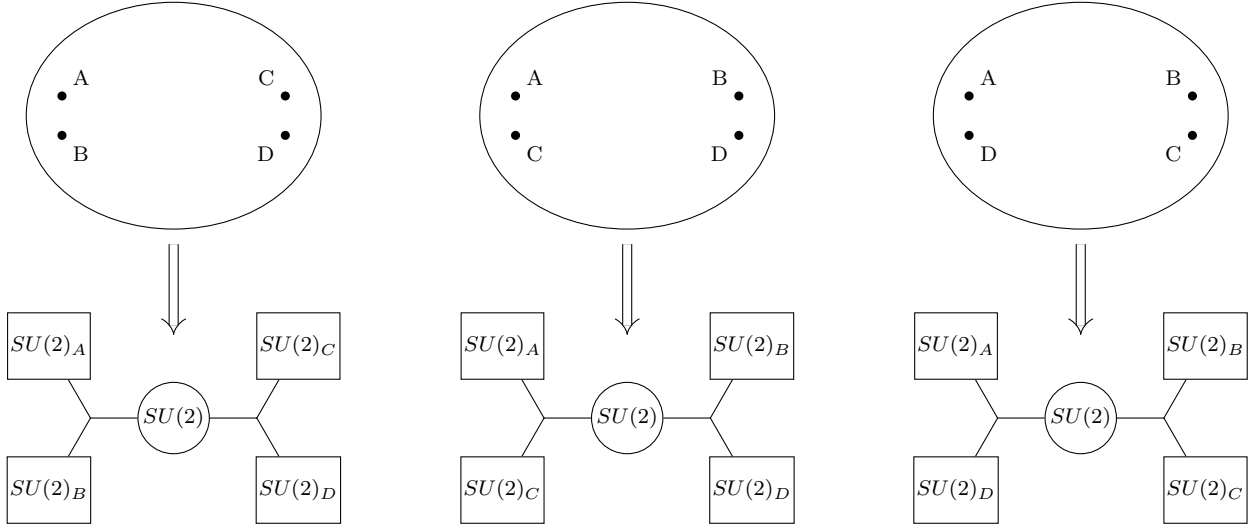 A C B D
A B C D
A B D C
SU(2)_A SU(2)_C SU(2) SU(2)_B SU(2)_D
SU(2)_A SU(2)_B SU(2) SU(2)_C SU(2)_D
SU(2)_A SU(2)_B SU(2) SU(2)_D SU(2)_C